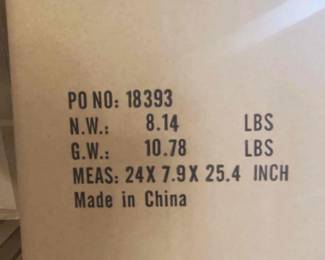 PO NO: 18393
N.W.: 8.14 LBS
G.W.: 10.78 LBS
MEAS: 24X 7.9X 25.4 INCH
Made in China